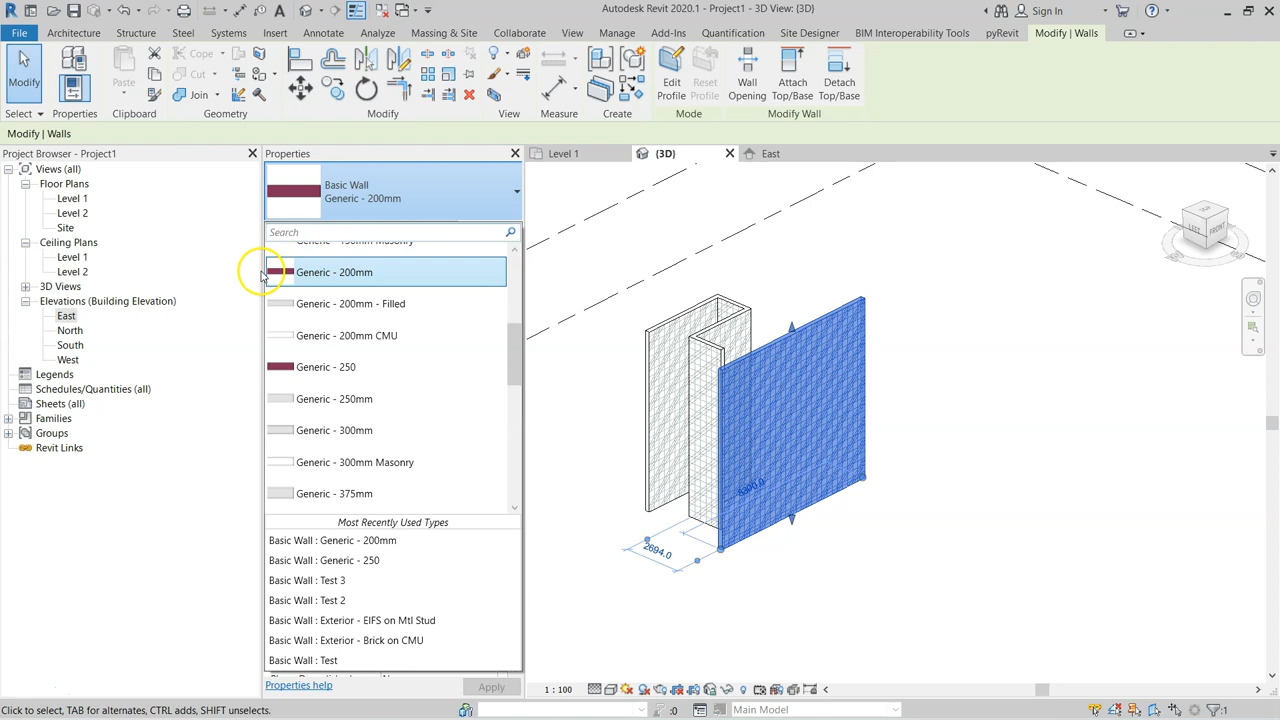 Autodesk Revit 2020.1 - Project1 - 3D View: {3D}
Sign In
File Architecture Structure Steel Systems Insert Annotate Analyze Massing & Site Collaborate View Manage Add-Ins Quantification Site Designer BIM Interoperability Tools pyRevit Modify | Walls
Modify
Paste
Cope
Cut
Join
Edit Profile
Reset Profile
Wall Opening
Attach Top/Base
Detach Top/Base
Select Properties Clipboard Geometry Modify View Measure Create Mode Modify Wall
Modify | Walls
Project Browser - Project1
Views (all)
Floor Plans
Level 1
Level 2
Site
Ceiling Plans
Level 1
Level 2
3D Views
Elevations (Building Elevation)
East
North
South
West
Legends
Schedules/Quantities (all)
Sheets (all)
Families
Groups
Revit Links
Properties
Basic Wall
Generic - 200mm
Search
Generic - 200mm
Generic - 200mm - Filled
Generic - 200mm CMU
Generic - 250
Generic - 250mm
Generic - 300mm
Generic - 300mm Masonry
Generic - 375mm
Most Recently Used Types
Basic Wall : Generic - 200mm
Basic Wall : Generic - 250
Basic Wall : Test 3
Basic Wall : Test 2
Basic Wall : Exterior - EIFS on Mtl Stud
Basic Wall : Exterior - Brick on CMU
Basic Wall : Test
Properties help
Apply
Level 1
{3D}
East
FRONT
2694.0
1 : 100
Click to select, TAB for alternates, CTRL adds, SHIFT unselects.
:0
Main Model
:1